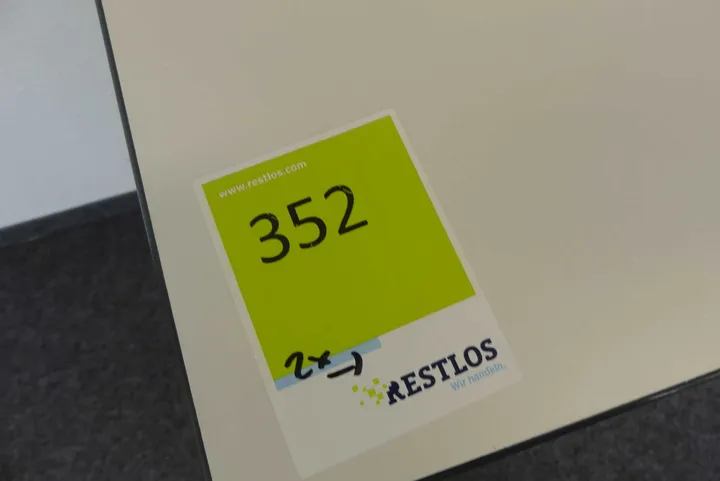 www.restlos.com
352
2x →
RESTLOS
Wir handeln.